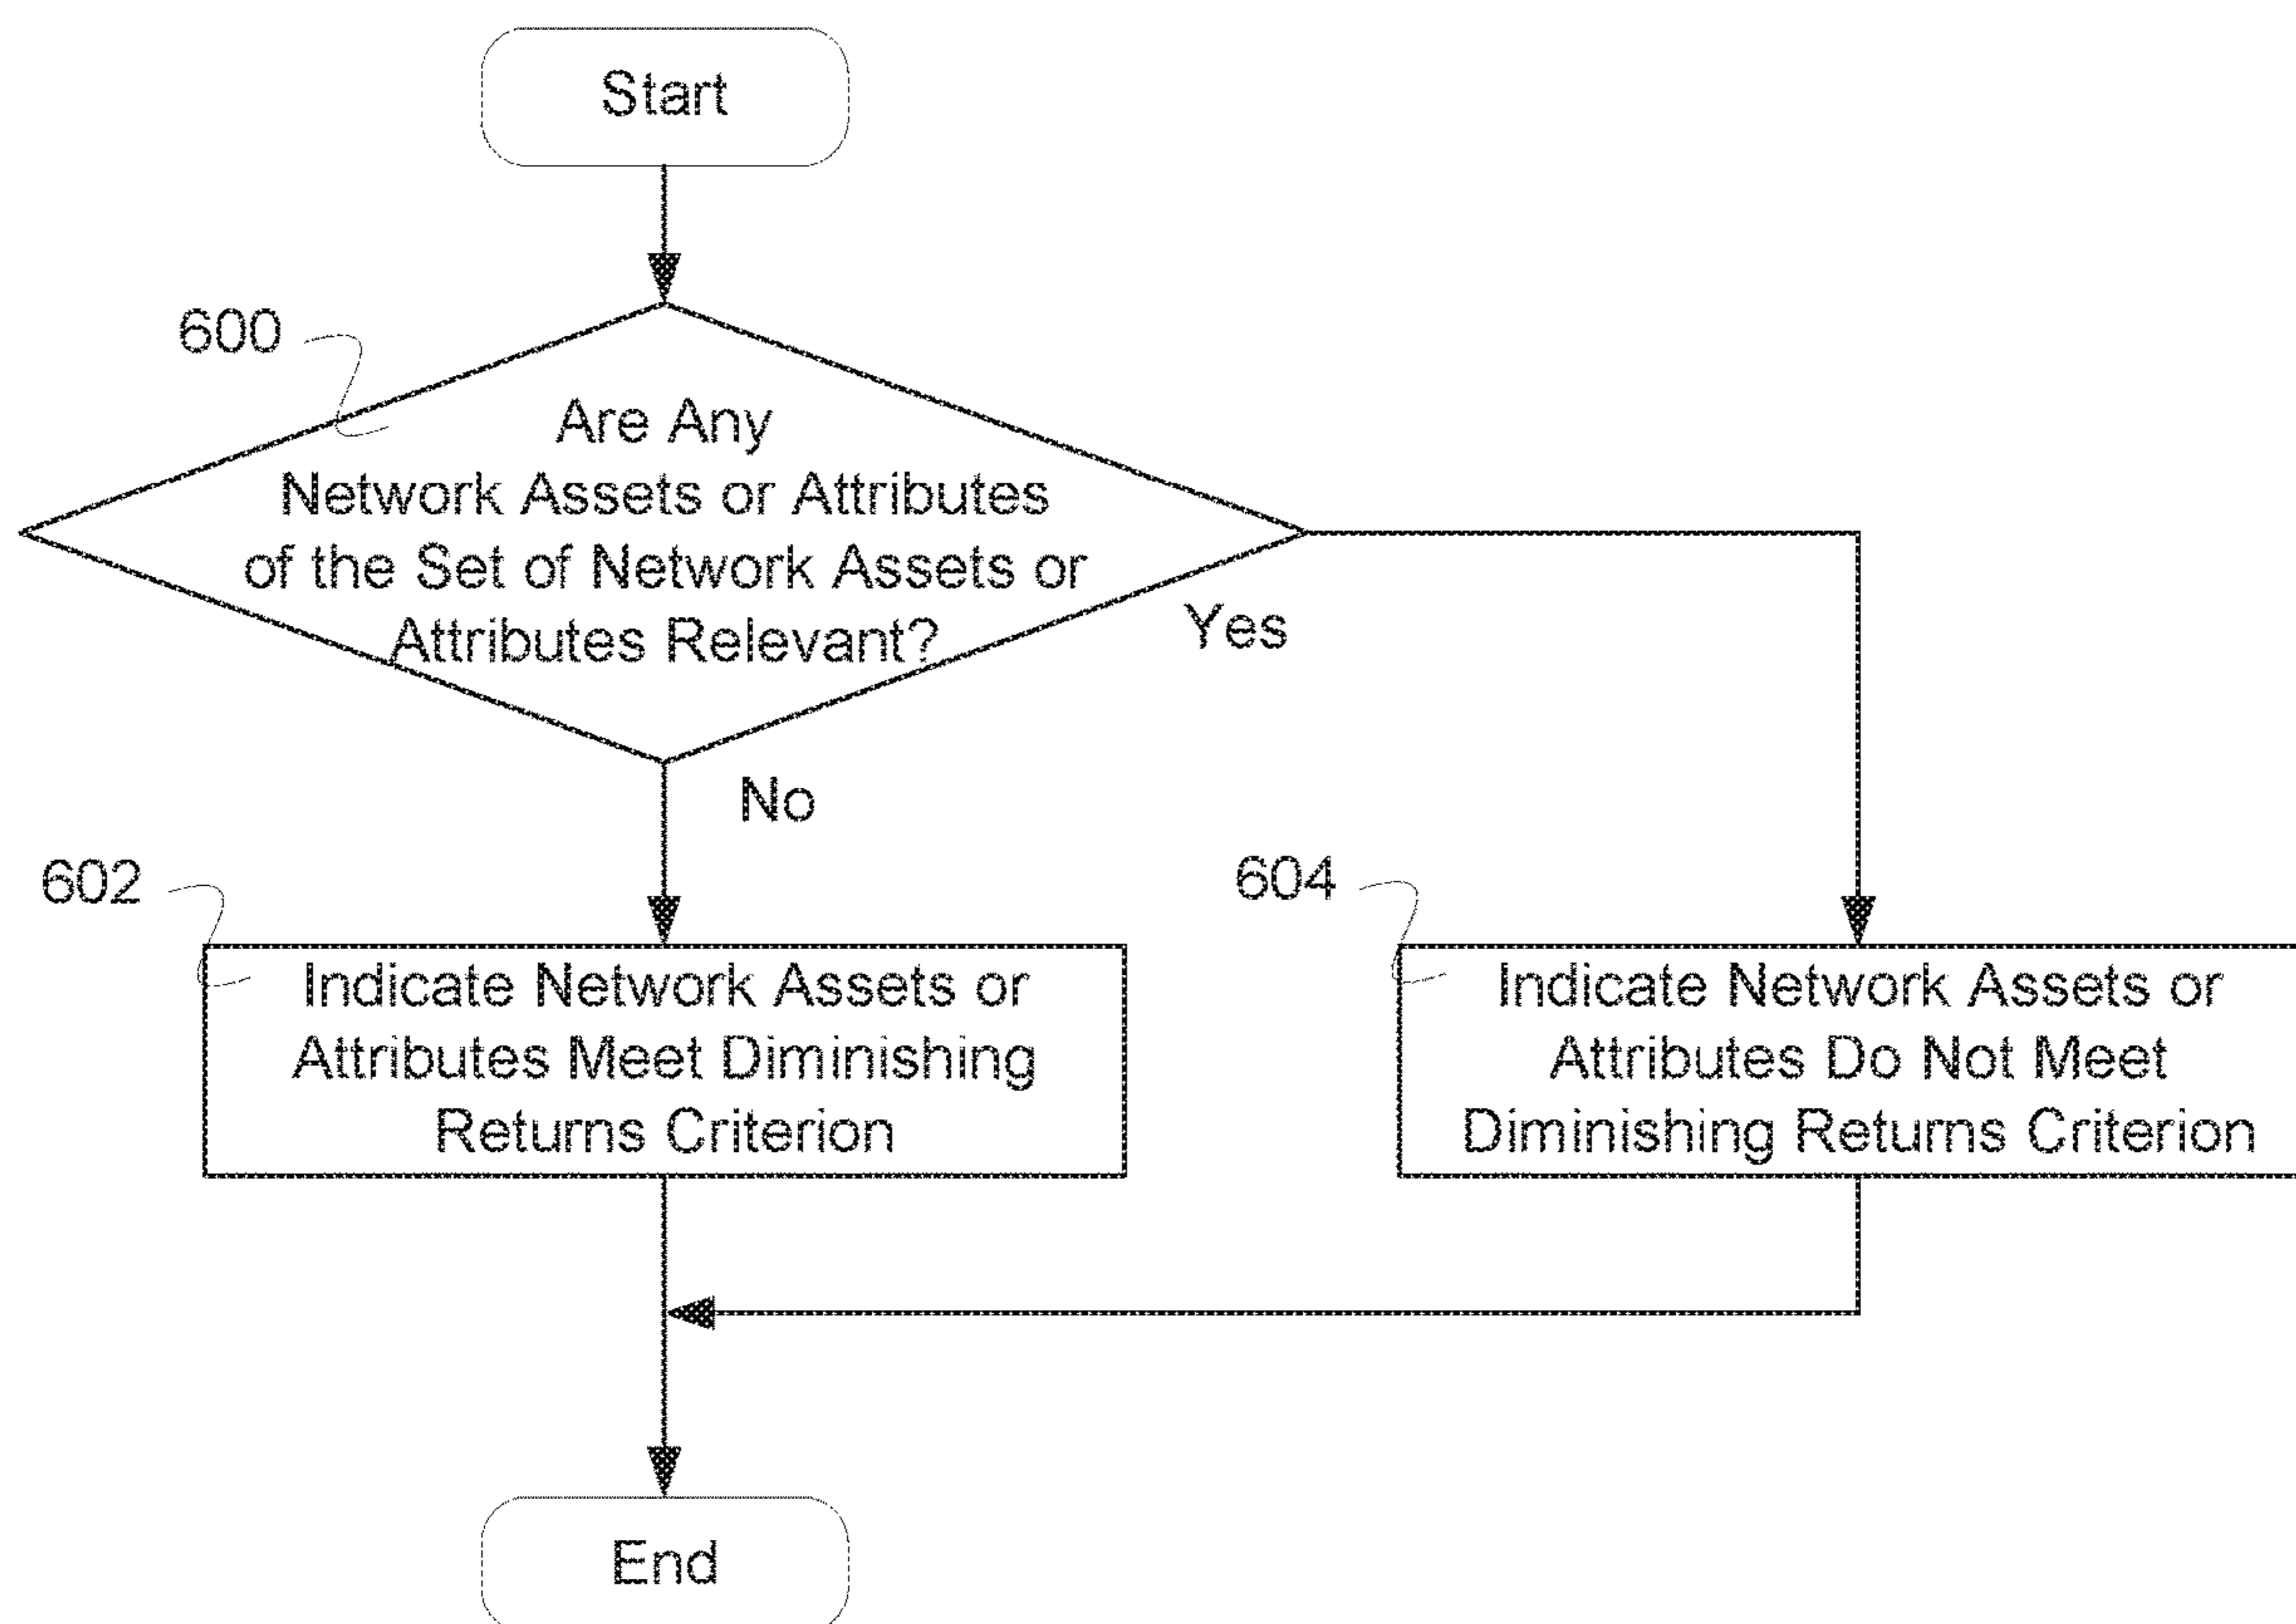 Start
600
Are Any
Network Assets or Attributes
of the Set of Network Assets or
Attributes Relevant?
Yes
No
602
Indicate Network Assets or
Attributes Meet Diminishing
Returns Criterion
604
Indicate Network Assets or
Attributes Do Not Meet
Diminishing Returns Criterion
End